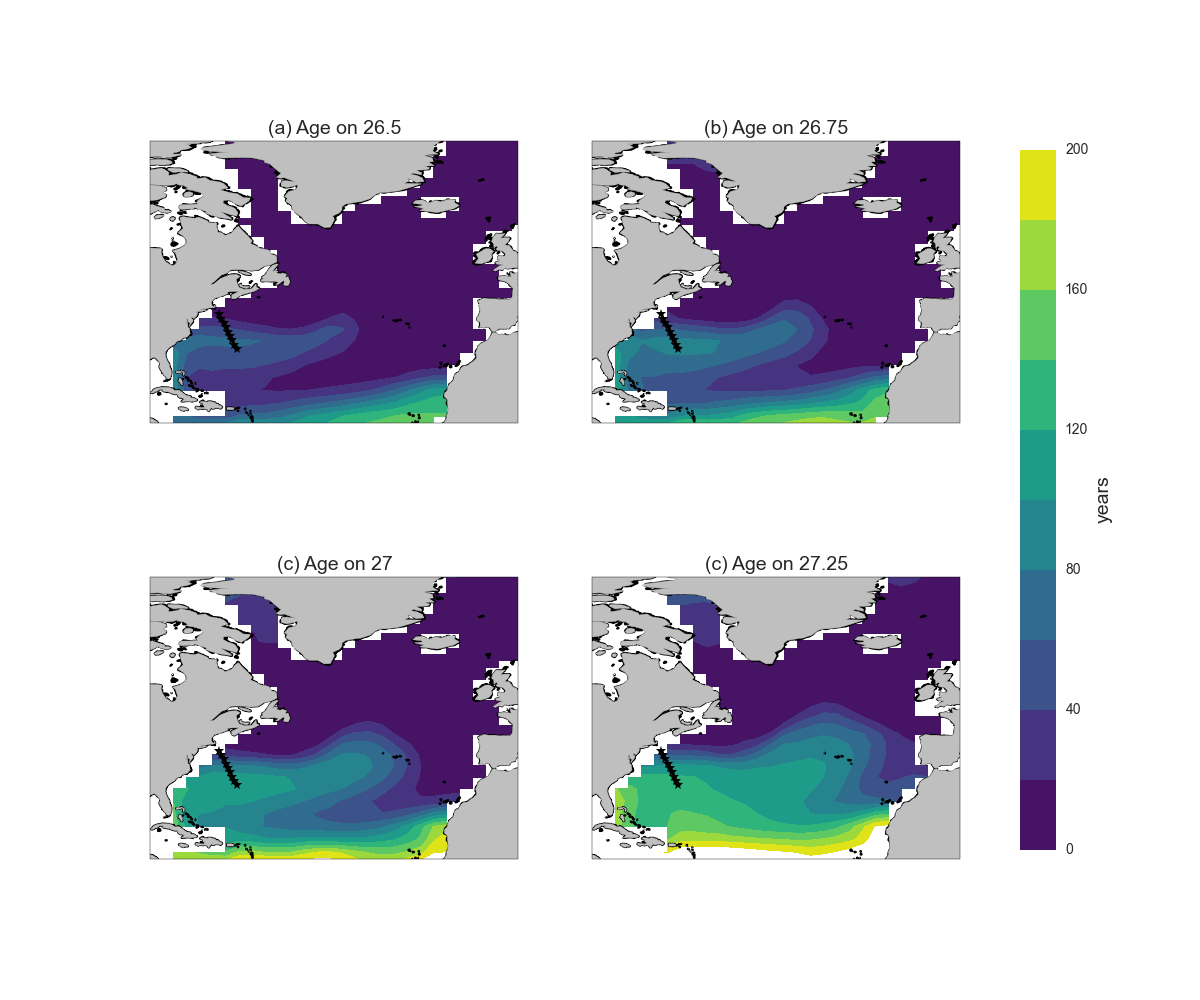 (a) Age on 26.5
(b) Age on 26.75
(c) Age on 27
(c) Age on 27.25
200
160
120
80
40
0
years